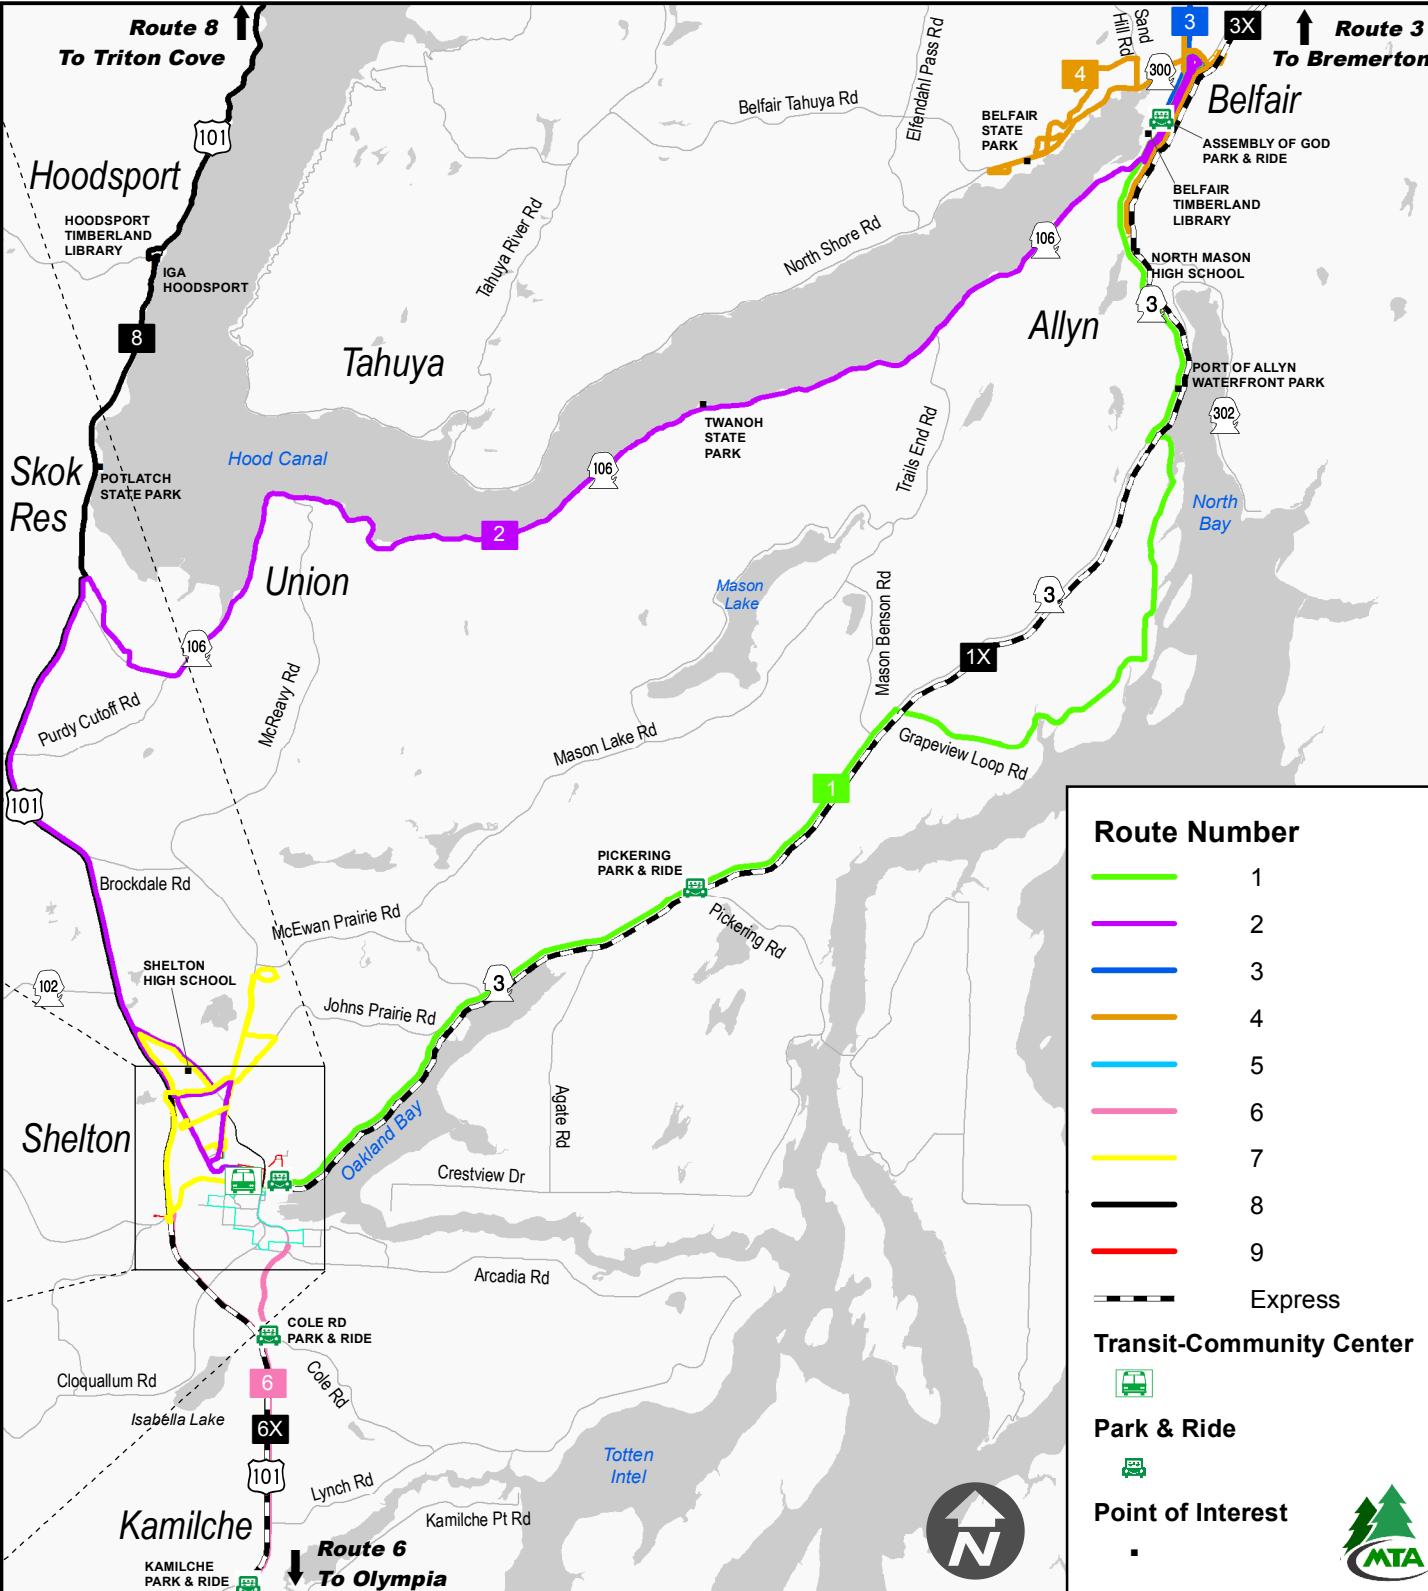 Route 8
To Triton Cove
3
3X
Route 3
To Bremerton
Sand
Hill Rd
300
4
Belfair
Elfendahl Pass Rd
Belfair Tahuya Rd
101
BELFAIR
STATE
PARK
ASSEMBLY OF GOD
PARK & RIDE
Hoodsport
BELFAIR
TIMBERLAND
LIBRARY
HOODSPORT
TIMBERLAND
LIBRARY
IGA
HOODSPORT
Tahuya River Rd
North Shore Rd
106
NORTH MASON
HIGH SCHOOL
3
8
Allyn
Tahuya
PORT OF ALLYN
WATERFRONT PARK
302
TWANOH
STATE
PARK
Trails End Rd
Hood Canal
106
Skok
Res
POTLATCH
STATE PARK
North
Bay
2
Union
Mason
Lake
Mason Benson Rd
3
106
1X
McReavy Rd
Purdy Cutoff Rd
Mason Lake Rd
Grapeview Loop Rd
1
101
PICKERING
PARK & RIDE
Brockdale Rd
McEwan Prairie Rd
Pickering Rd
SHELTON
HIGH SCHOOL
102
3
Johns Prairie Rd
Agate Rd
Oakland Bay
Shelton
Crestview Dr
Arcadia Rd
COLE RD
PARK & RIDE
Cole Rd
Cloquallum Rd
6
Isabella Lake
6X
Totten
Intel
101
Lynch Rd
Kamilche
Kamilche Pt Rd
KAMILCHE
PARK & RIDE
Route 6
To Olympia
N
Route Number
1
2
3
4
5
6
7
8
9
Express
Transit-Community Center
Park & Ride
Point of Interest
MTA